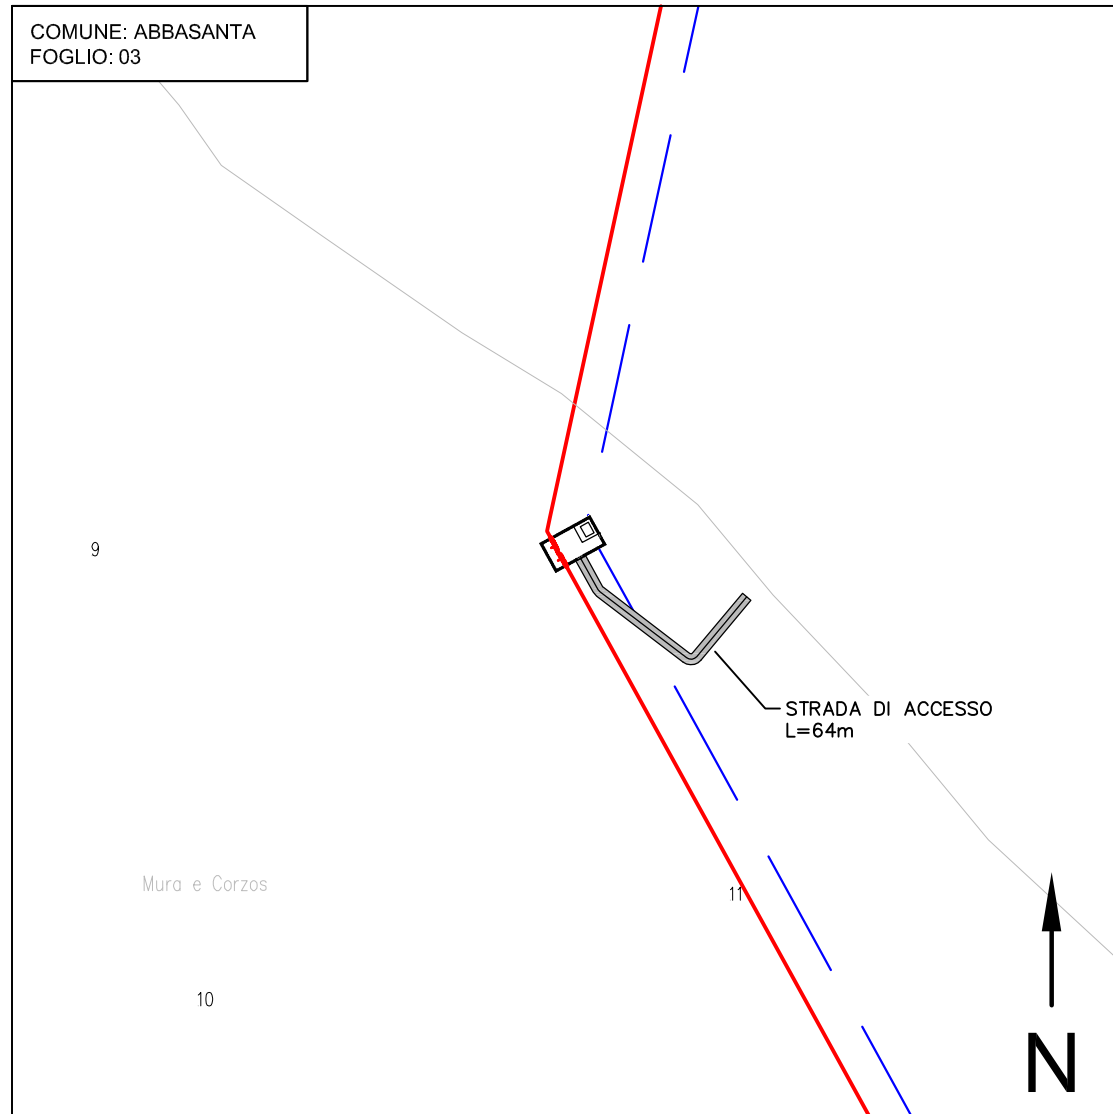 COMUNE: ABBASANTA
FOGLIO: 03
9
STRADA DI ACCESSO
L=64m
Mura e Corzos
11
10
N